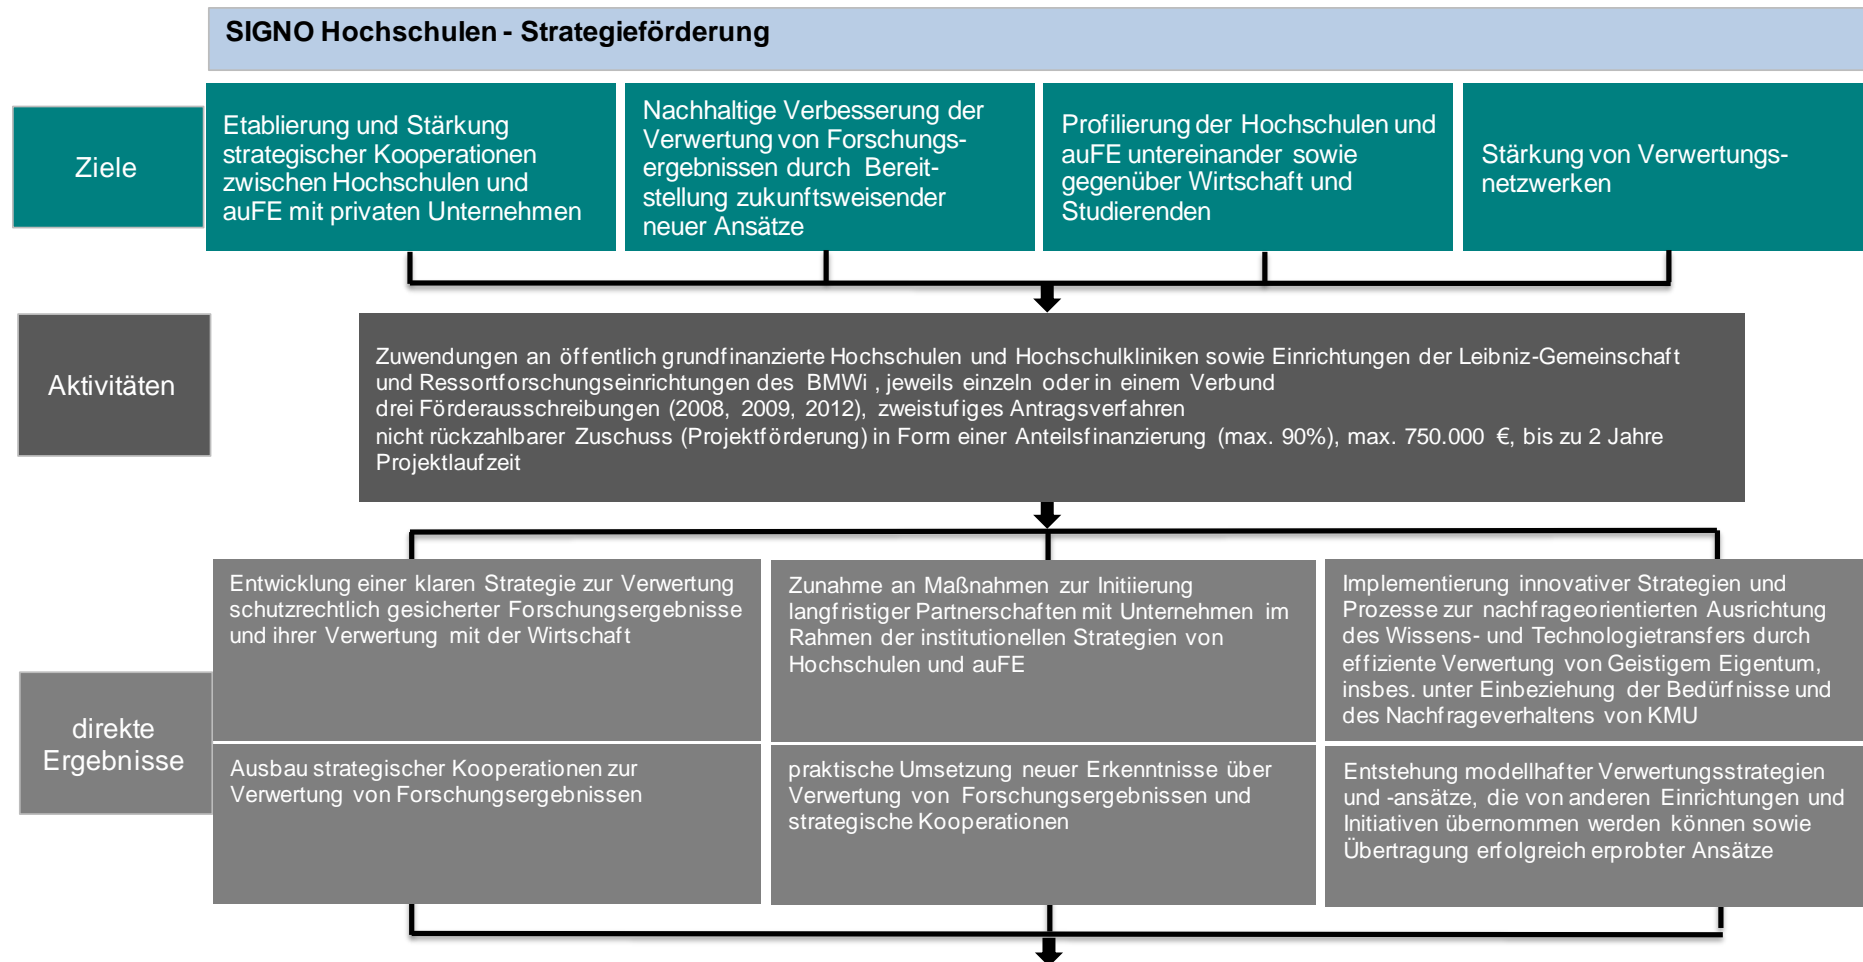 SIGNO Hochschulen - Strategieförderung
Ziele
Etablierung und Stärkung
strategischer Kooperationen
zwischen Hochschulen und
auFE mit privaten Unternehmen
Nachhaltige Verbesserung der
Verwertung von Forschungs-
ergebnissen durch Bereit-
stellung zukunftsweisender
neuer Ansätze
Profilierung der Hochschulen und
auFE untereinander sowie
gegenüber Wirtschaft und
Studierenden
Stärkung von Verwertungs-
netzwerken
Aktivitäten
Zuwendungen an öffentlich grundfinanzierte Hochschulen und Hochschulkliniken sowie Einrichtungen der Leibniz-Gemeinschaft
und Ressortforschungseinrichtungen des BMWi , jeweils einzeln oder in einem Verbund
drei Förderausschreibungen (2008, 2009, 2012), zweistufiges Antragsverfahren
nicht rückzahlbarer Zuschuss (Projektförderung) in Form einer Anteilsfinanzierung (max. 90%), max. 750.000 €, bis zu 2 Jahre
Projektlaufzeit
direkte
Ergebnisse
Entwicklung einer klaren Strategie zur Verwertung
schutzrechtlich gesicherter Forschungsergebnisse
und ihrer Verwertung mit der Wirtschaft
Zunahme an Maßnahmen zur Initiierung
langfristiger Partnerschaften mit Unternehmen im
Rahmen der institutionellen Strategien von
Hochschulen und auFE
Implementierung innovativer Strategien und
Prozesse zur nachfrageorientierten Ausrichtung
des Wissens- und Technologietransfers durch
effiziente Verwertung von Geistigem Eigentum,
insbes. unter Einbeziehung der Bedürfnisse und
des Nachfrageverhaltens von KMU
Ausbau strategischer Kooperationen zur
Verwertung von Forschungsergebnissen
praktische Umsetzung neuer Erkenntnisse über
Verwertung von Forschungsergebnissen und
strategische Kooperationen
Entstehung modellhafter Verwertungsstrategien
und -ansätze, die von anderen Einrichtungen und
Initiativen übernommen werden können sowie
Übertragung erfolgreich erprobter Ansätze